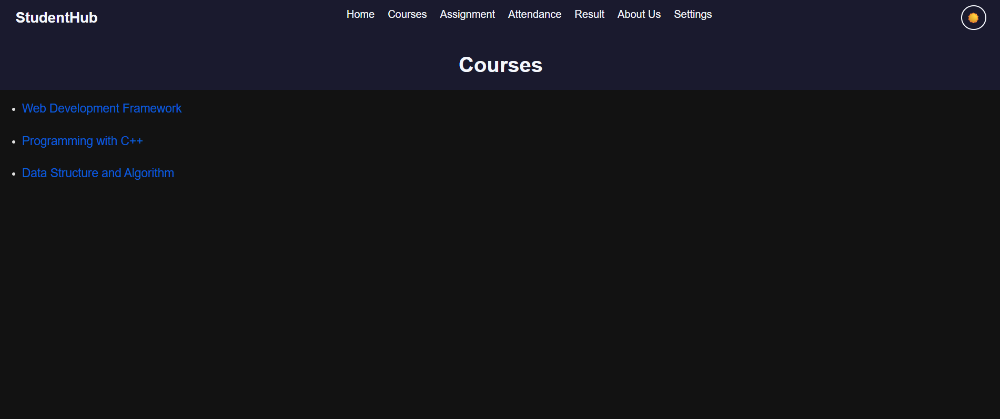 StudentHub
Home Courses Assignment Attendance Result About Us Settings
Courses
Web Development Framework
Programming with C++
Data Structure and Algorithm